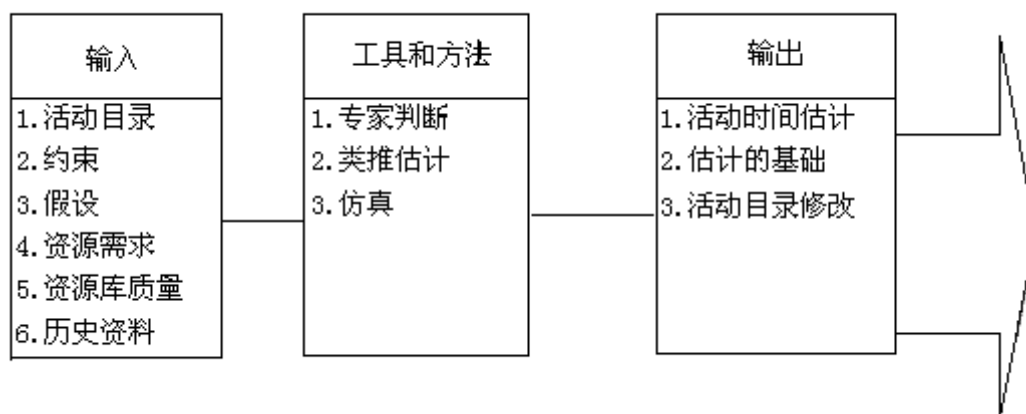 输入
1.活动目录
2.约束
3.假设
4.资源需求
5.资源库质量
6.历史资料
工具和方法
1.专家判断
2.类推估计
3.仿真
输出
1.活动时间估计
2.估计的基础
3.活动目录修改